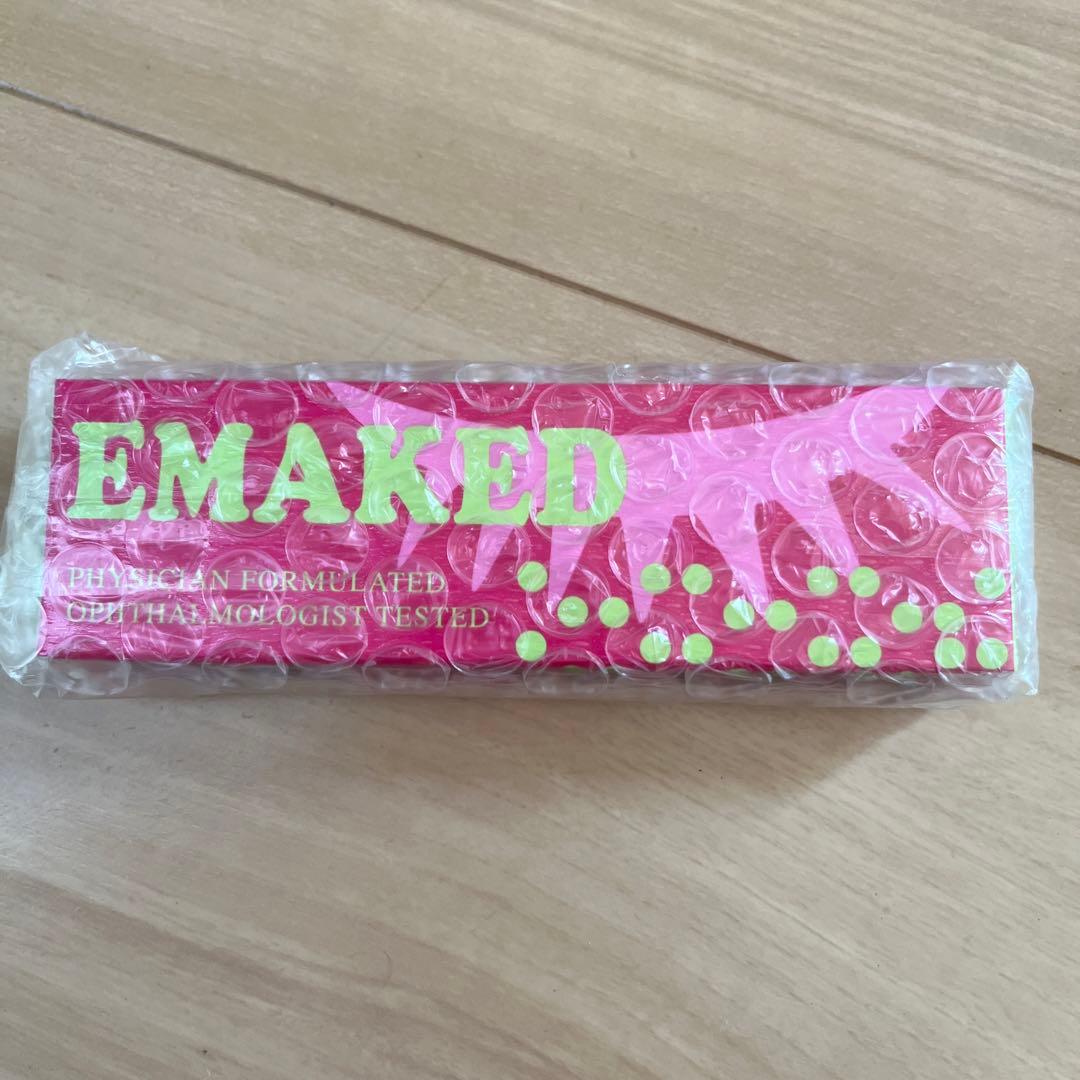 EMAKED
PHYSICIAN FORMULATED
OPHTHALMOLOGIST TESTED